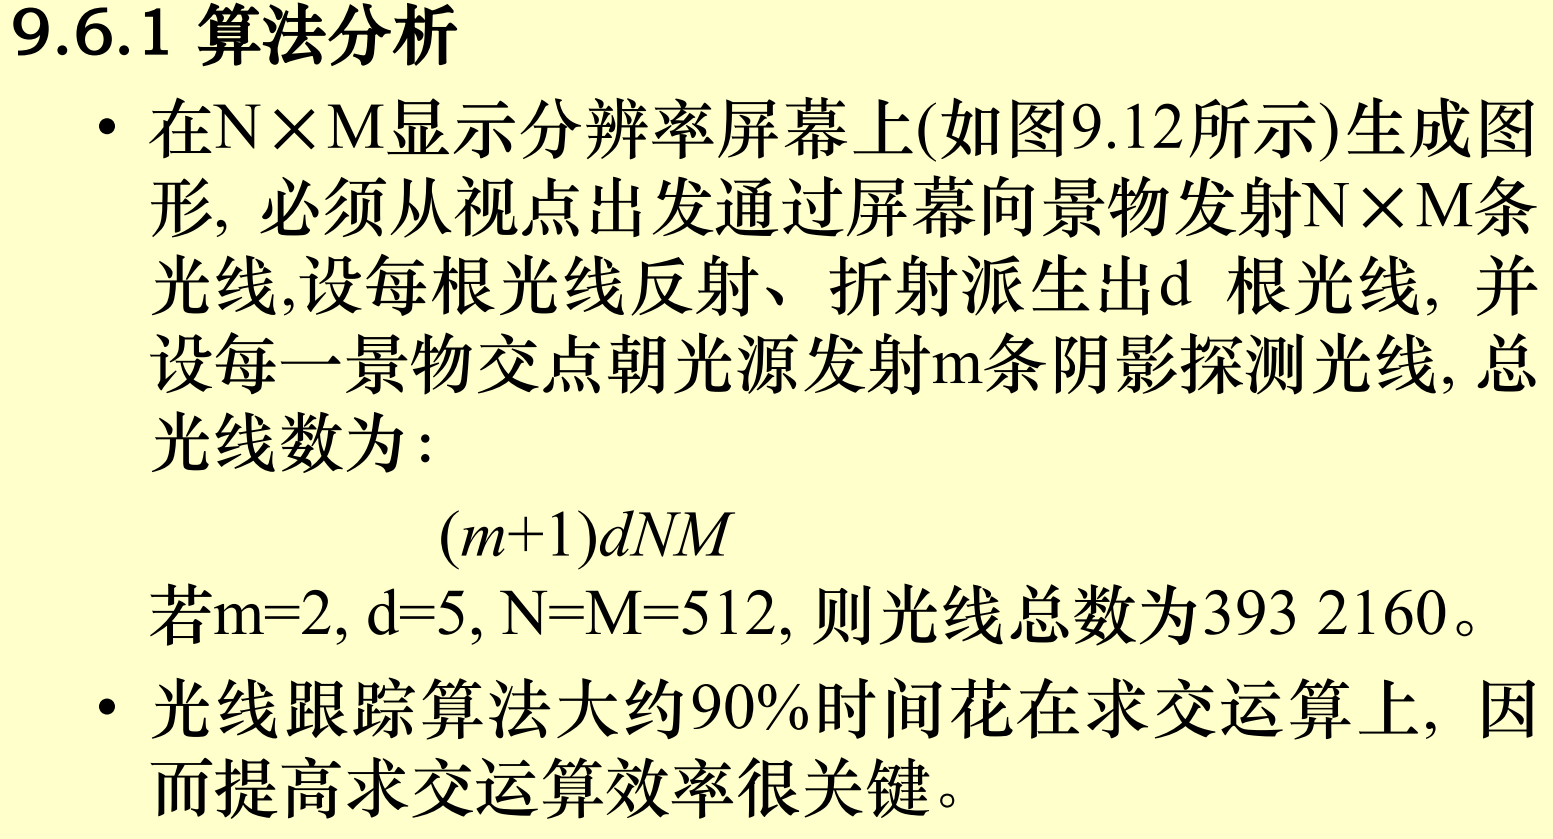 9.6.1 算法分析
• 在N×M显示分辨率屏幕上(如图9.12所示)生成图
形, 必须从视点出发通过屏幕向景物发射N×M条
光线,设每根光线反射、折射派生出d 根光线, 并
设每一景物交点朝光源发射m条阴影探测光线, 总
光线数为:
(m+1)dNM
若m=2, d=5, N=M=512, 则光线总数为393 2160。
• 光线跟踪算法大约90%时间花在求交运算上, 因
而提高求交运算效率很关键。